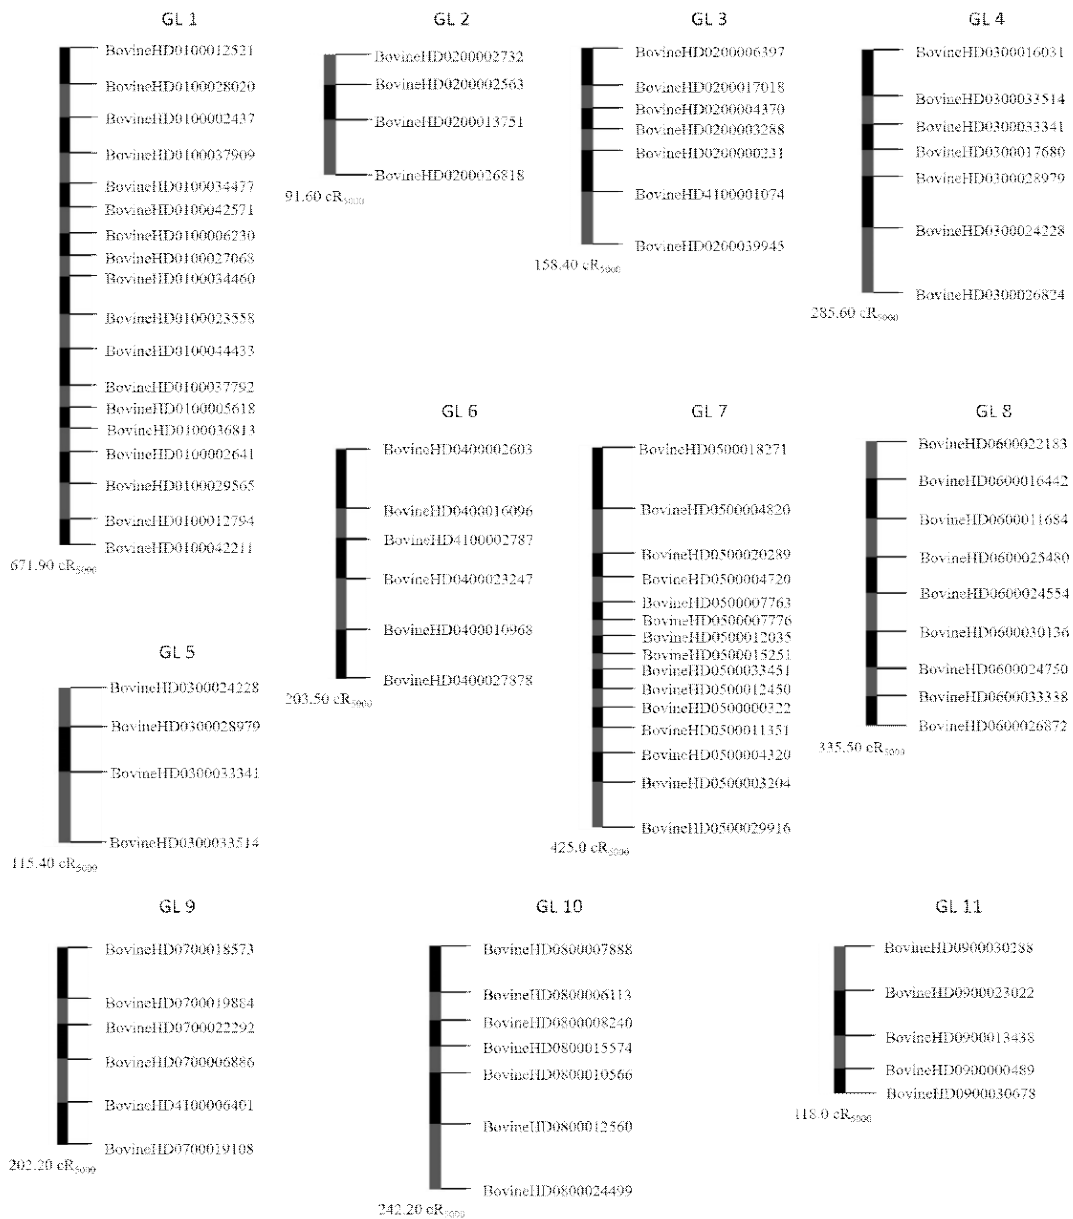 GL 1
BovineHD0100012521
BovineHD0100028020
BovineHD0100002437
BovineHD0100037909
BovineHD0100034477
BovineHD0100042571
BovineHD0100006230
BovineHD0100027068
BovineHD0100034460
BovineHD0100023558
BovineHD0100044433
BovineHD0100037792
BovineHD0100005618
BovineHD0100036813
BovineHD0100002641
BovineHD0100029565
BovineHD0100012794
BovineHD0100042211
671.90 cR5000
GL 2
BovineHD0200002732
BovineHD0200002563
BovineHD0200013751
BovineHD0200026818
91.60 cR5000
GL 3
BovineHD0200006397
BovineHD0200017018
BovineHD0200004370
BovineHD0200003288
BovineHD0200000231
BovineHD4100001074
BovineHD0200039945
158.40 cR5000
GL 4
BovineHD0300016031
BovineHD0300033514
BovineHD0300033341
BovineHD0300017680
BovineHD0300028979
BovineHD0300024228
BovineHD0300026824
285.60 cR5000
GL 5
BovineHD0300024228
BovineHD0300028979
BovineHD0300033341
BovineHD0300033514
115.40 cR5000
GL 6
BovineHD0400002603
BovineHD0400016096
BovineHD4100002787
BovineHD0400023247
BovineHD0400010968
BovineHD0400027878
203.50 cR5000
GL 7
BovineHD0500018271
BovineHD0500004820
BovineHD0500020289
BovineHD0500004720
BovineHD0500007763
BovineHD0500007776
BovineHD0500012035
BovineHD0500015251
BovineHD0500033451
BovineHD0500012450
BovineHD0500000322
BovineHD0500011351
BovineHD0500004320
BovineHD0500003204
BovineHD0500029916
425.0 cR5000
GL 8
BovineHD0600022183
BovineHD0600016442
BovineHD0600011684
BovineHD0600025480
BovineHD0600024554
BovineHD0600030136
BovineHD0600024750
BovineHD0600033338
BovineHD0600026872
335.50 cR5000
GL 9
BovineHD0700018573
BovineHD0700019884
BovineHD0700022292
BovineHD0700006886
BovineHD4100006401
BovineHD0700019108
202.20 cR5000
GL 10
BovineHD0800007888
BovineHD0800006113
BovineHD0800008240
BovineHD0800015574
BovineHD0800010566
BovineHD0800012560
BovineHD0800024499
242.20 cR5000
GL 11
BovineHD0900030288
BovineHD0900023022
BovineHD0900013438
BovineHD0900000489
BovineHD0900030678
118.0 cR5000